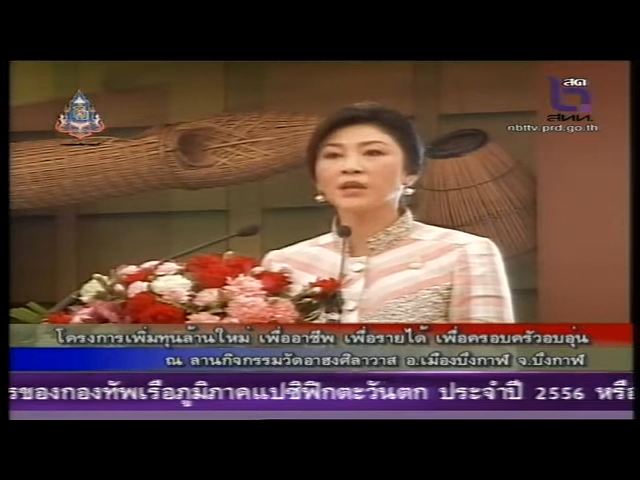 สด
๒
สทท.
nbttv.prd.go.th
โครงการเพิ่มทุนล้านใหม่ เพื่ออาชีพ เพื่อรายได้ เพื่อครอบครัวอบอุ่น
ณ ลานกิจกรรมวัดอาฮงศิลาวาส อ.เมืองบึงกาฬ จ.บึงกาฬ
รของกองทัพเรือภูมิภาคแปซิฟิกตะวันตก ประจำปี 2556 หรือ